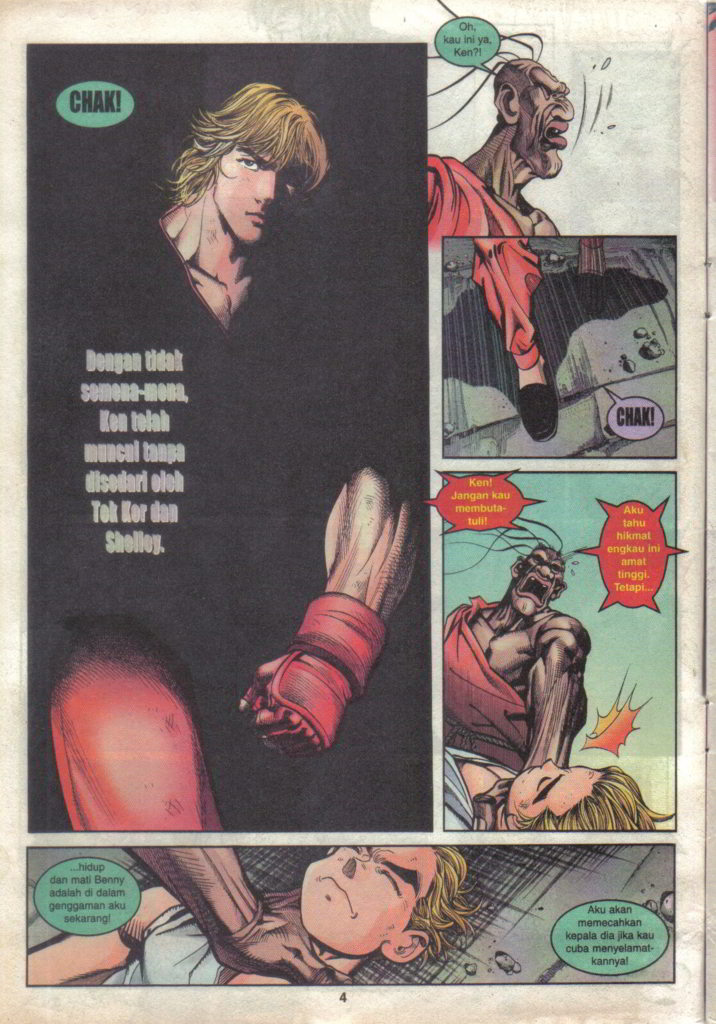 CHAK!
Dengan tidak
semena-mena,
Ken telah
muncul tanpa
disedari oleh
Tok Kor dan
Shelley.
Oh,
kau ini ya,
Ken?!
CHAK!
Ken!
Jangan kau
membuta-
tuli!
Aku
tahu
hikmat
engkau ini
amat
tinggi.
Tetapi...
...hidup
dan mati Benny
adalah di dalam
genggaman aku
sekarang!
Aku akan
memecahkan
kepala dia jika kau
cuba menyelamat-
kannya!
4